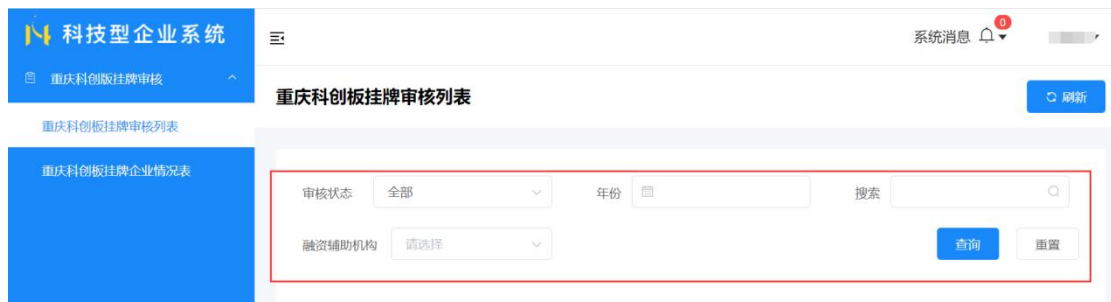 科技型企业系统
系统消息
0
重庆科创版挂牌审核
重庆科创板挂牌审核列表
刷新
重庆科创板挂牌审核列表
重庆科创板挂牌企业情况表
审核状态 全部 年份 搜索
融资辅助机构 请选择 查询 重置